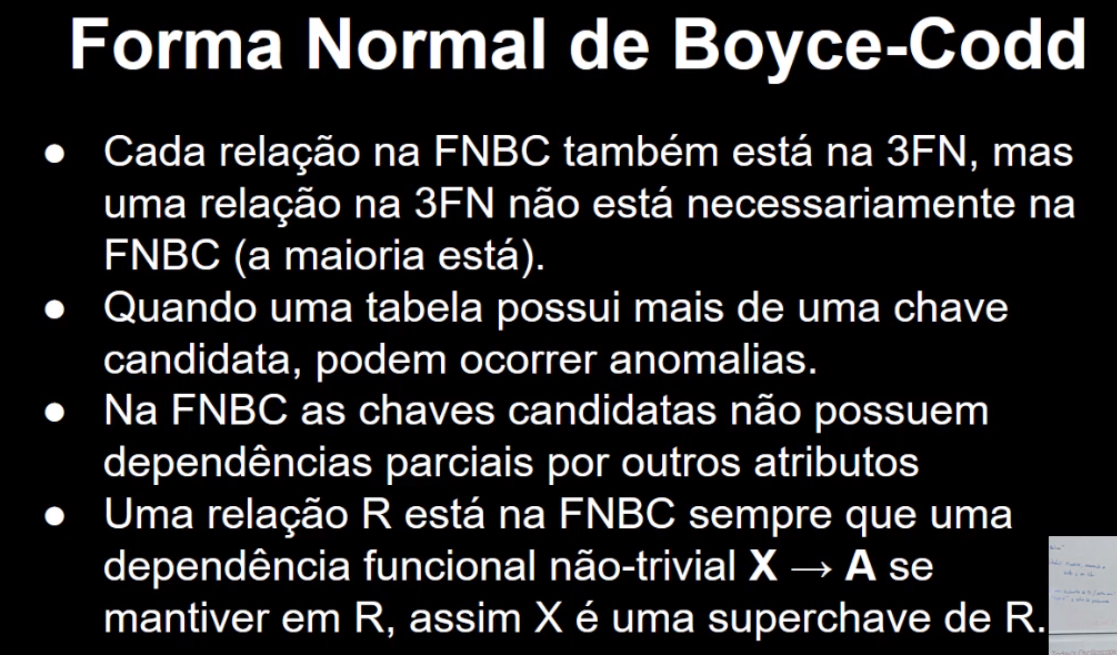 Forma Normal de Boyce-Codd
● Cada relação na FNBC também está na 3FN, mas
uma relação na 3FN não está necessariamente na
FNBC (a maioria está).
● Quando uma tabela possui mais de uma chave
candidata, podem ocorrer anomalias.
● Na FNBC as chaves candidatas não possuem
dependências parciais por outros atributos
● Uma relação R está na FNBC sempre que uma
dependência funcional não-trivial X → A se
mantiver em R, assim X é uma superchave de R.